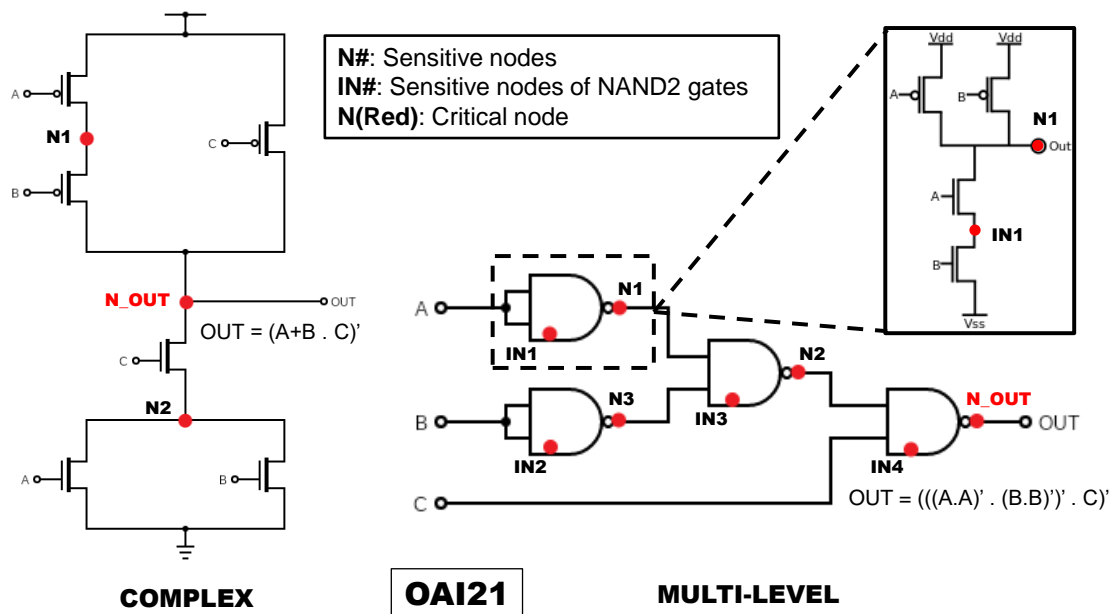 N#: Sensitive nodes
IN#: Sensitive nodes of NAND2 gates
N(Red): Critical node
A
N1
B
C
N_OUT
OUT
OUT = (A+B . C)’
C
N2
A
B
Vdd
Vdd
A
B
N1
Out
A
IN1
B
Vss
A
N1
IN1
N2
B
N3
IN3
N_OUT
OUT
IN2
IN4
C
OUT = (((A.A)’ . (B.B)’)’ . C)’
COMPLEX
OAI21
MULTI-LEVEL